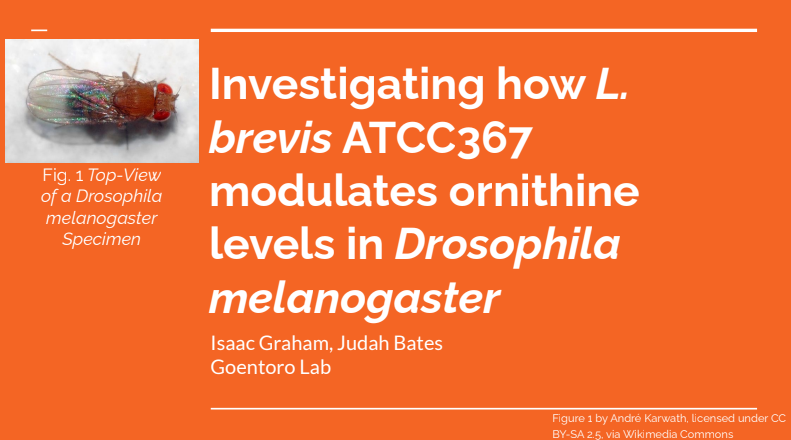 Investigating how L.
brevis ATCC367
modulates ornithine
levels in Drosophila
melanogaster
Fig. 1 Top-View
of a Drosophila
melanogaster
Specimen
Isaac Graham, Judah Bates
Goentoro Lab
Figure 1 by André Karwath, licensed under CC
BY-SA 2.5, via Wikimedia Commons